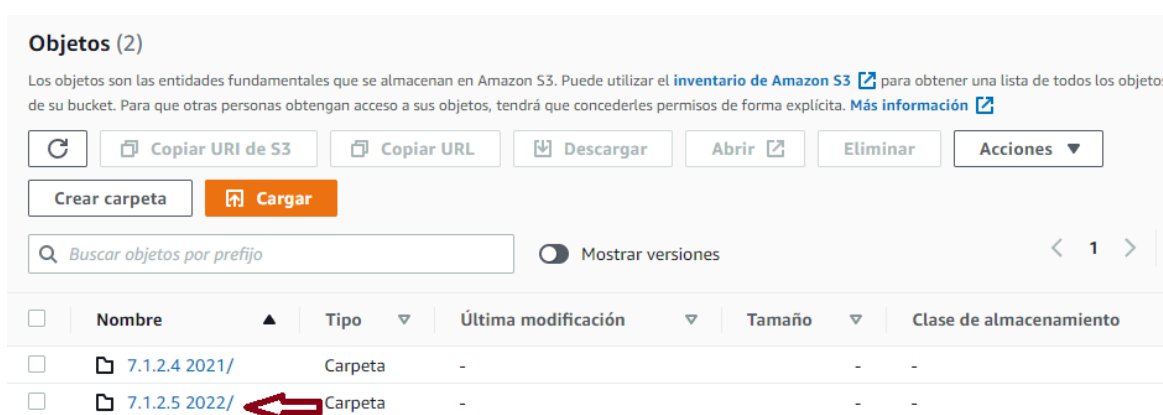 Objetos (2)
Los objetos son las entidades fundamentales que se almacenan en Amazon S3. Puede utilizar el inventario de Amazon S3 para obtener una lista de todos los objetos
de su bucket. Para que otras personas obtengan acceso a sus objetos, tendrá que concederles permisos de forma explícita. Más información
Copiar URI de S3 Copiar URL Descargar Abrir Eliminar Acciones
Crear carpeta Cargar
Buscar objetos por prefijo Mostrar versiones 1
Nombre Tipo Última modificación Tamaño Clase de almacenamiento
7.1.2.4 2021/ Carpeta - - -
7.1.2.5 2022/ Carpeta - - -